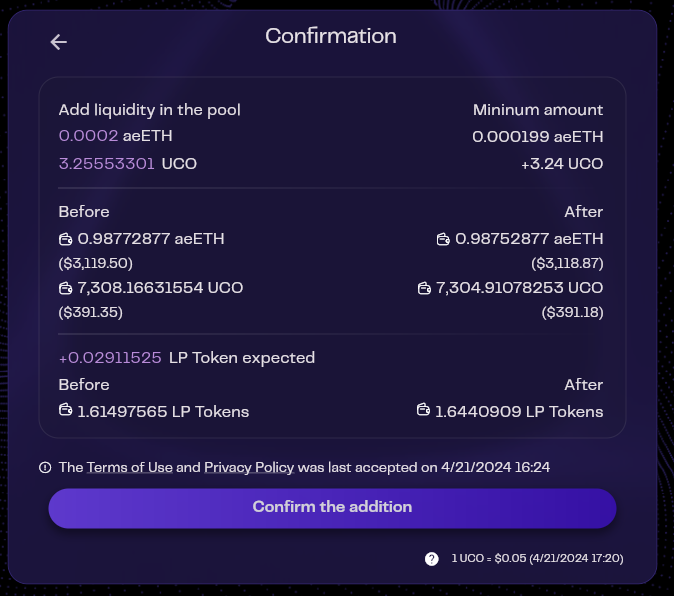 Confirmation
Add liquidity in the pool Mininum amount
0.0002 aeETH 0.000199 aeETH
3.25553301 UCO +3.24 UCO
Before After
0.98772877 aeETH 0.98752877 aeETH
($3,119.50) ($3,118.87)
7,308.16631554 UCO 7,304.91078253 UCO
($391.35) ($391.18)
+0.02911525 LP Token expected
Before After
1.61497565 LP Tokens 1.6440909 LP Tokens
The Terms of Use and Privacy Policy was last accepted on 4/21/2024 16:24
Confirm the addition
? 1 UCO = $0.05 (4/21/2024 17:20)